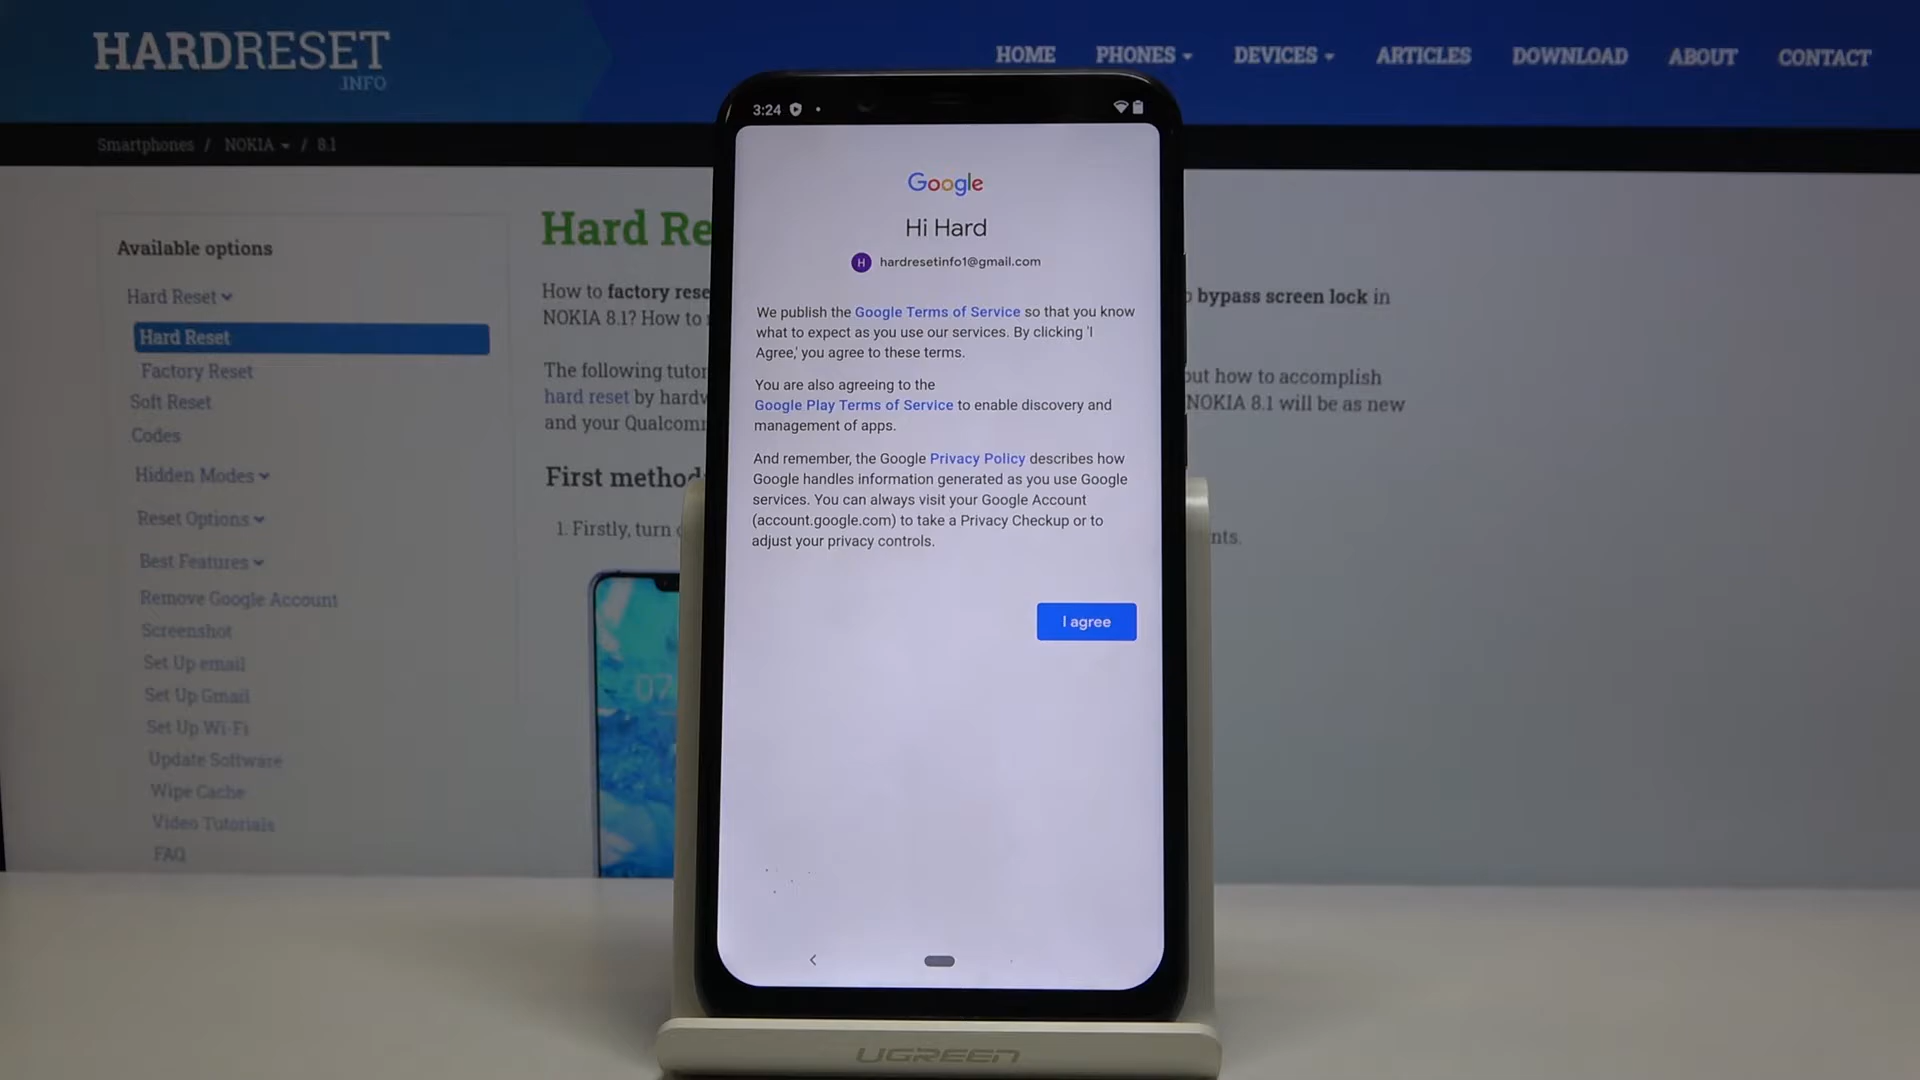 HARDRESET
.INFO
HOME PHONES DEVICES ARTICLES DOWNLOAD ABOUT CONTACT
Smartphones / NOKIA / 8.1
Available options
Hard Reset
Hard Reset
Factory Reset
Soft Reset
Codes
Hidden Modes
Reset Options
Best Features
Remove Google Account
Screenshot
Set Up email
Set Up Gmail
Set Up Wi-Fi
Update Software
Wipe Cache
Video Tutorials
FAQ
Hard Re
How to factory rese
bypass screen lock in
NOKIA 8.1? How to
The following tutor
out how to accomplish
hard reset by hardw
NOKIA 8.1 will be as new
and your Qualcom
First method
1. Firstly, turn
nts.
07
3:24
Google
Hi Hard
H hardresetinfo1@gmail.com
We publish the Google Terms of Service so that you know
what to expect as you use our services. By clicking 'I
Agree,' you agree to these terms.
You are also agreeing to the
Google Play Terms of Service to enable discovery and
management of apps.
And remember, the Google Privacy Policy describes how
Google handles information generated as you use Google
services. You can always visit your Google Account
(account.google.com) to take a Privacy Checkup or to
adjust your privacy controls.
I agree
UGREEN